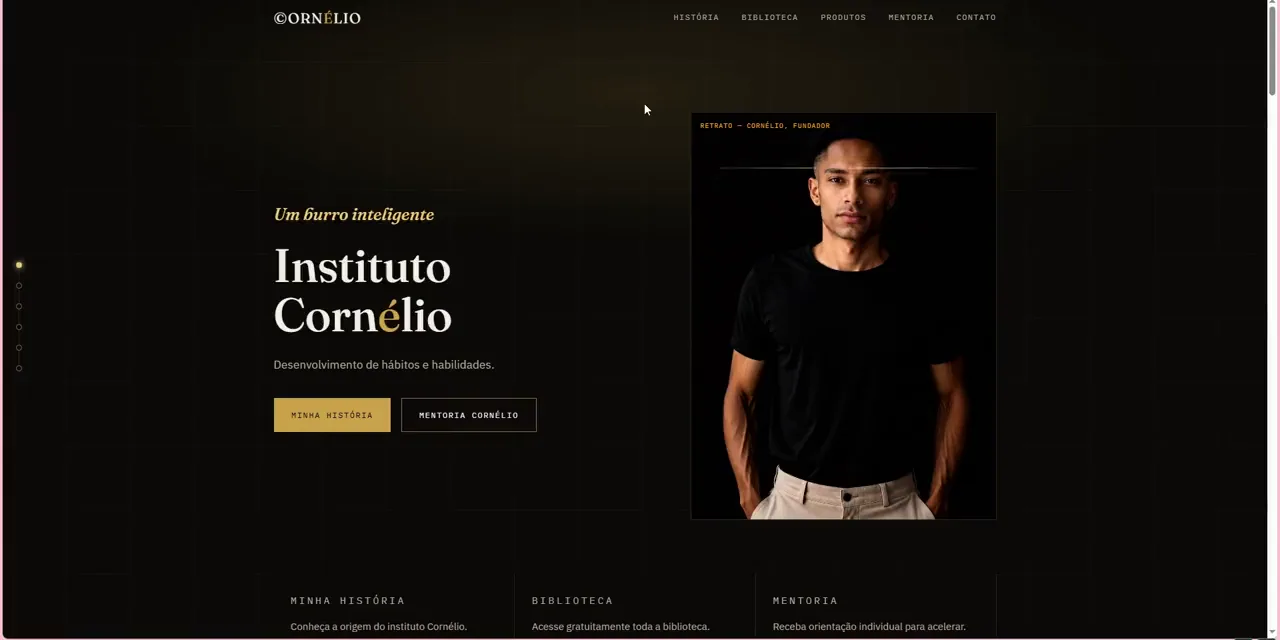 ©ORNÉLIO
HISTÓRIA BIBLIOTECA PRODUTOS MENTORIA CONTATO
RETRATO — CORNÉLIO, FUNDADOR
Um burro inteligente
Instituto
Cornélio
Desenvolvimento de hábitos e habilidades.
MINHA HISTÓRIA MENTORIA CORNÉLIO
MINHA HISTÓRIA
Conheça a origem do instituto Cornélio.
BIBLIOTECA
Acesse gratuitamente toda a biblioteca.
MENTORIA
Receba orientação individual para acelerar.